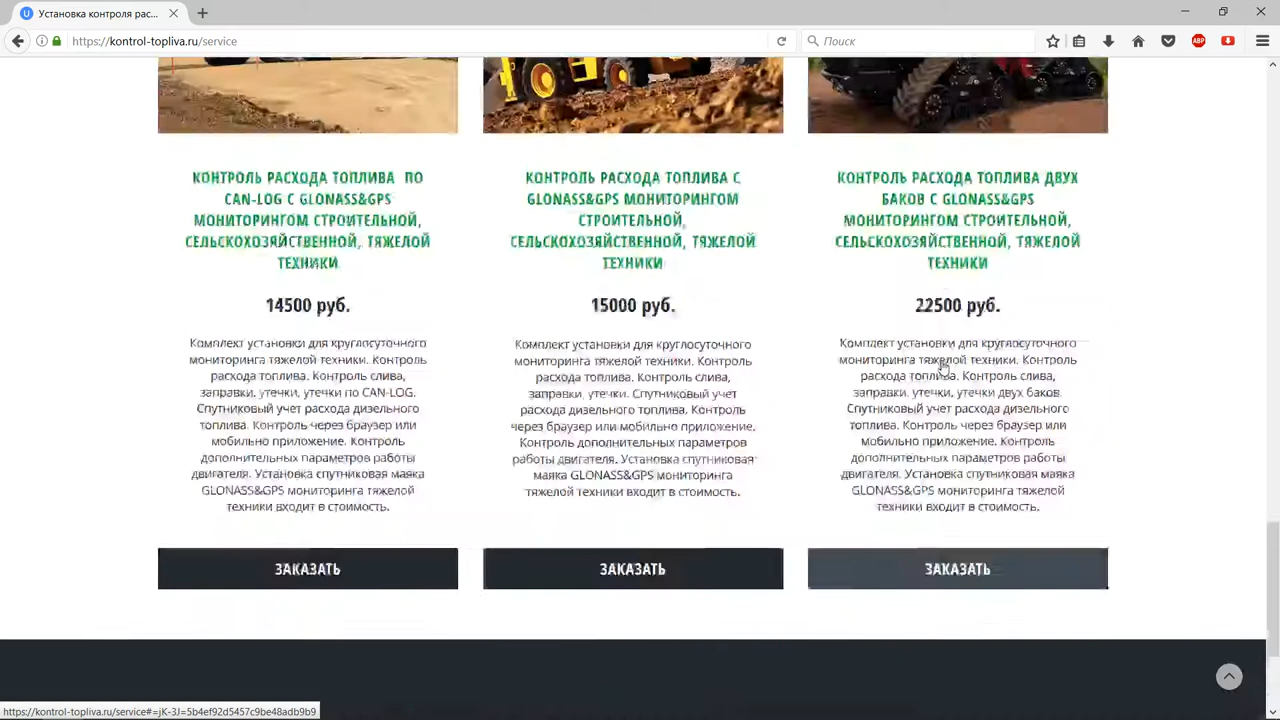 Установка контроля рас...
https://kontrol-topliva.ru/service
Поиск
ABP
КОНТРОЛЬ РАСХОДА ТОПЛИВА ПО
CAN-LOG С GLONASS&GPS
МОНИТОРИНГОМ СТРОИТЕЛЬНОЙ,
СЕЛЬСКОХОЗЯЙСТВЕННОЙ, ТЯЖЕЛОЙ
ТЕХНИКИ
14500 руб.
Комплект установки для круглосуточного
мониторинга тяжелой техники. Контроль
расхода топлива. Контроль слива,
заправки, утечки, утечки по CAN-LOG.
Спутниковый учет расхода дизельного
топлива. Контроль через браузер или
мобильно приложение. Контроль
дополнительных параметров работы
двигателя. Установка спутниковая маяка
GLONASS&GPS мониторинга тяжелой
техники входит в стоимость.
ЗАКАЗАТЬ
КОНТРОЛЬ РАСХОДА ТОПЛИВА С
GLONASS&GPS МОНИТОРИНГОМ
СТРОИТЕЛЬНОЙ,
СЕЛЬСКОХОЗЯЙСТВЕННОЙ, ТЯЖЕЛОЙ
ТЕХНИКИ
15000 руб.
Комплект установки для круглосуточного
мониторинга тяжелой техники. Контроль
расхода топлива. Контроль слива,
заправки, утечки. Спутниковый учет
расхода дизельного топлива. Контроль
через браузер или мобильно приложение.
Контроль дополнительных параметров
работы двигателя. Установка спутниковая
маяка GLONASS&GPS мониторинга
тяжелой техники входит в стоимость.
ЗАКАЗАТЬ
КОНТРОЛЬ РАСХОДА ТОПЛИВА ДВУХ
БАКОВ С GLONASS&GPS
МОНИТОРИНГОМ СТРОИТЕЛЬНОЙ,
СЕЛЬСКОХОЗЯЙСТВЕННОЙ, ТЯЖЕЛОЙ
ТЕХНИКИ
22500 руб.
Комплект установки для круглосуточного
мониторинга тяжелой техники. Контроль
расхода топлива. Контроль слива,
заправки, утечки, утечки двух баков.
Спутниковый учет расхода дизельного
топлива. Контроль через браузер или
мобильно приложение. Контроль
дополнительных параметров работы
двигателя. Установка спутниковая маяка
GLONASS&GPS мониторинга тяжелой
техники входит в стоимость.
ЗАКАЗАТЬ
https://kontrol-topliva.ru/service#=jK-3J=5b4ef92d5457c9be48adb9b9